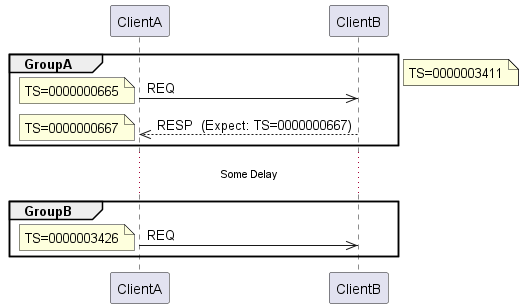 ClientA ClientB
GroupA
TS=0000003411
TS=0000000665 REQ
TS=0000000667 RESP (Expect: TS=0000000667)
Some Delay
GroupB
TS=0000003426 REQ
ClientA ClientB